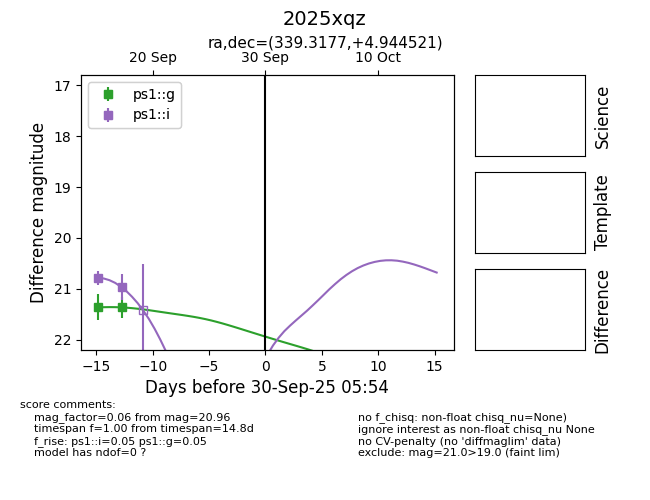 2025xqz
ra,dec=(339.3177,+4.944521)
20 Sep 30 Sep 10 Oct
17
18
19
20
21
22
Difference magnitude
ps1::g
ps1::i
−15 −10 −5 0 5 10 15
Days before 30-Sep-25 05:54
Science
Template
Difference
score comments:
mag_factor=0.06 from mag=20.96
timespan f=1.00 from timespan=14.8d
f_rise: ps1::i=0.05 ps1::g=0.05
model has ndof=0 ?
no f_chisq: non-float chisq_nu=None)
ignore interest as non-float chisq_nu None
no CV-penalty (no 'diffmaglim' data)
exclude: mag=21.0>19.0 (faint lim)